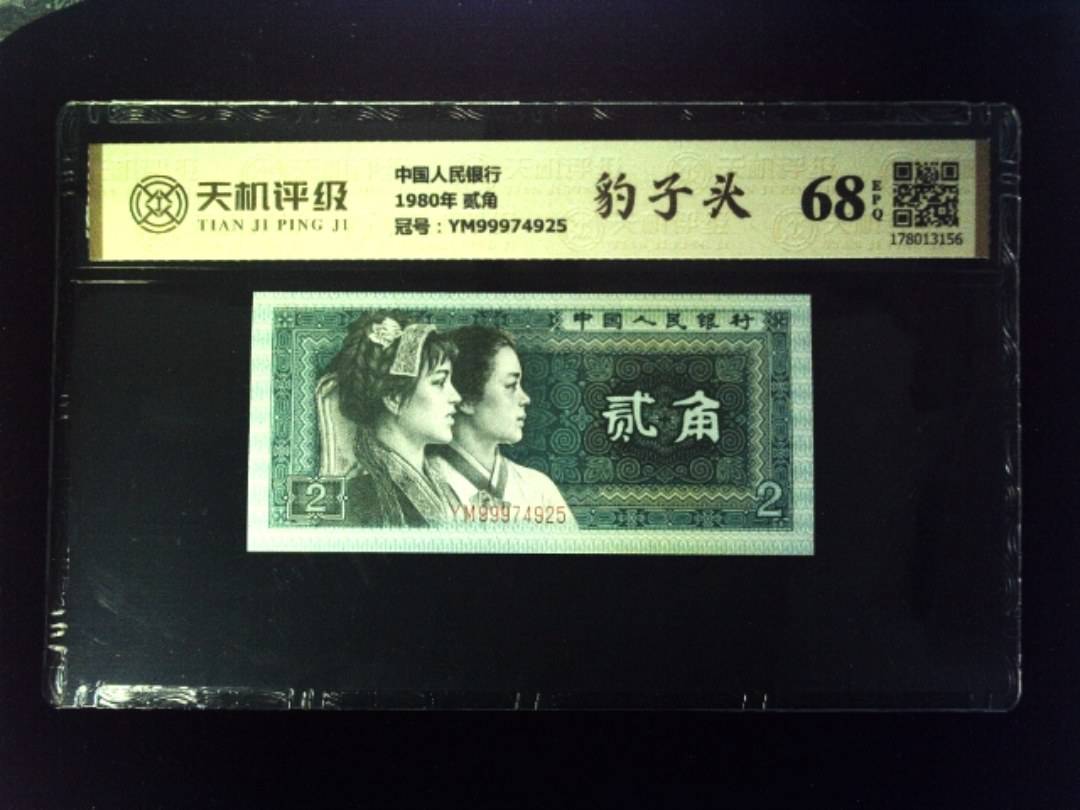 天机评级
TIAN JI PING JI
中国人民银行
1980年 贰角
冠号：YM99974925
豹子头
68
EPQ
178013156
中国人民银行
贰角
2
YM99974925
2